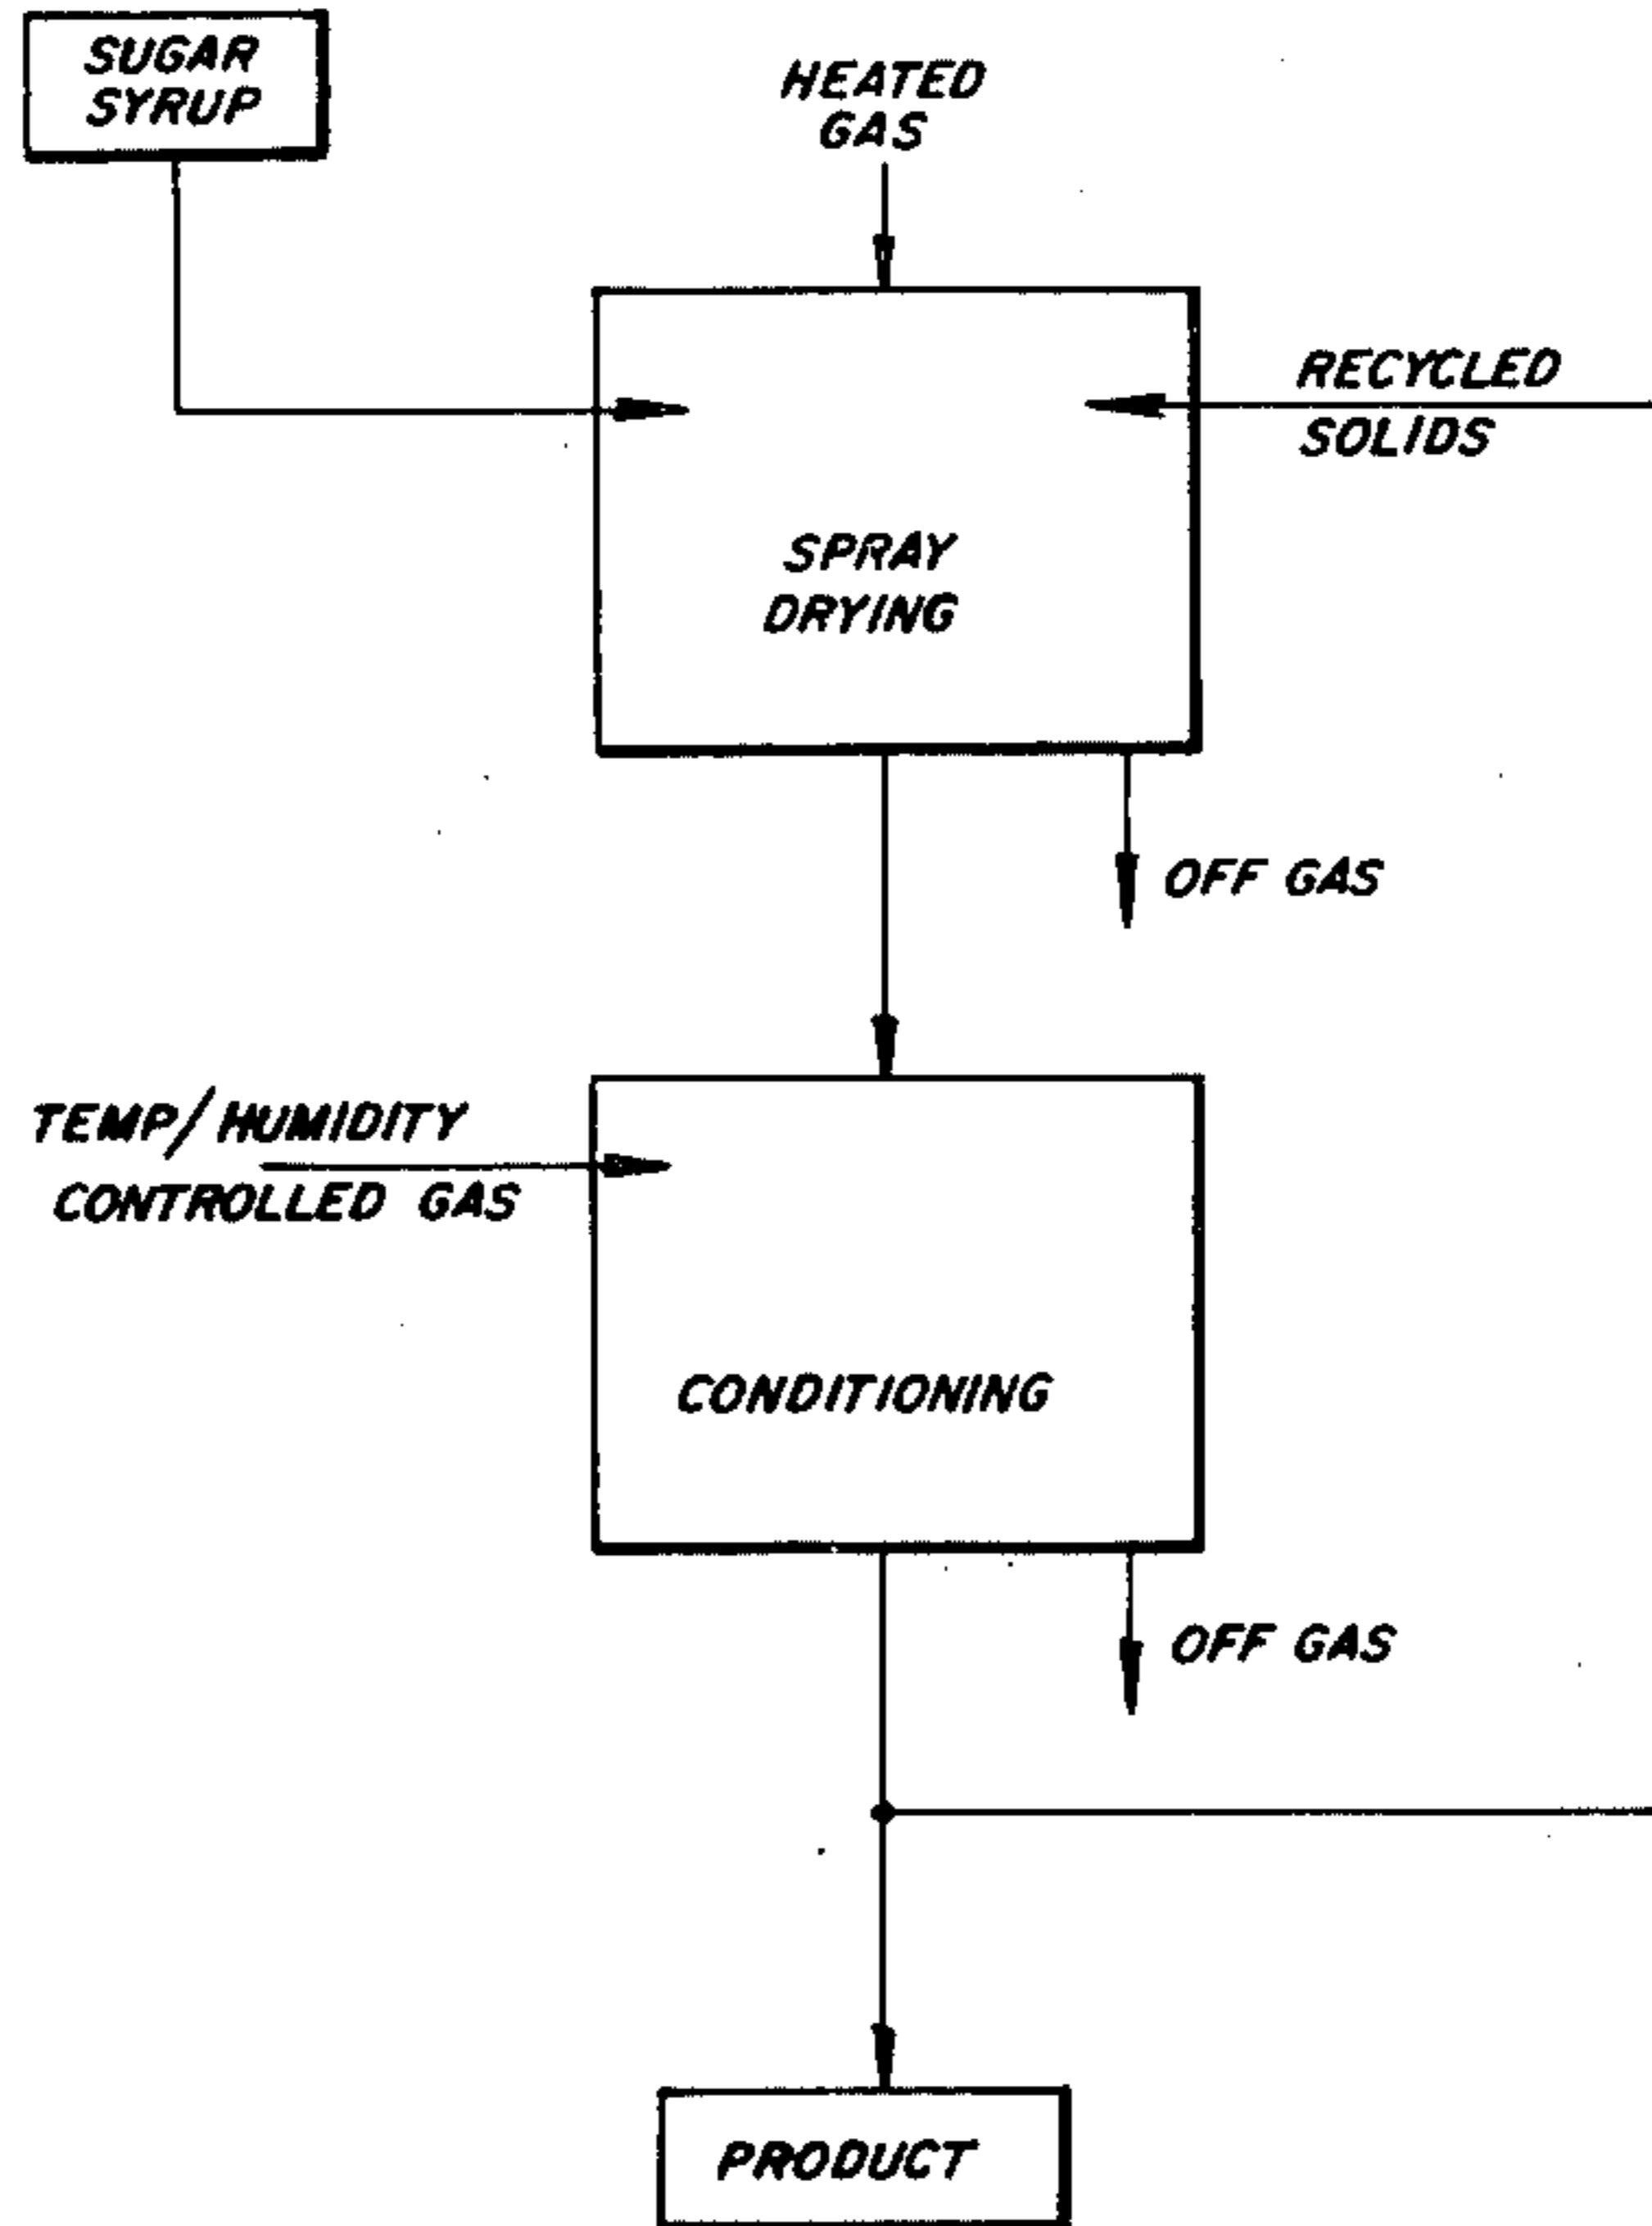 SUGAR
SYRUP
HEATED
GAS
RECYCLED
SOLIDS
SPRAY
DRYING
OFF GAS
TEMP/HUMIDITY
CONTROLLED GAS
CONDITIONING
OFF GAS
PRODUCT